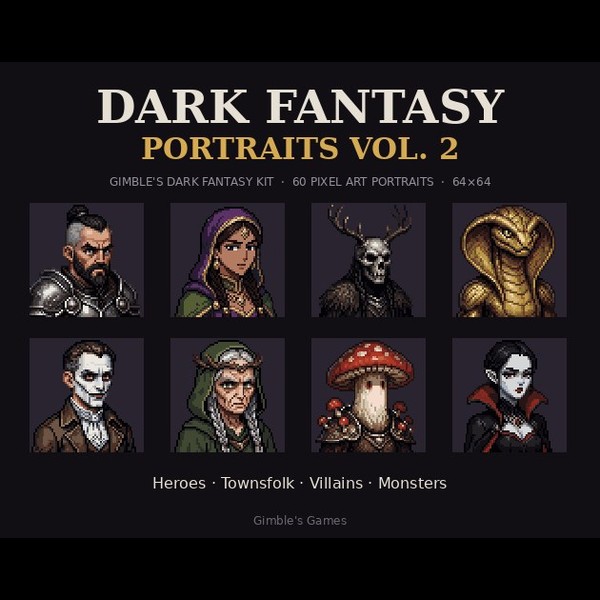 DARK FANTASY
PORTRAITS VOL. 2
GIMBLE'S DARK FANTASY KIT · 60 PIXEL ART PORTRAITS · 64×64
Heroes · Townsfolk · Villains · Monsters
Gimble's Games